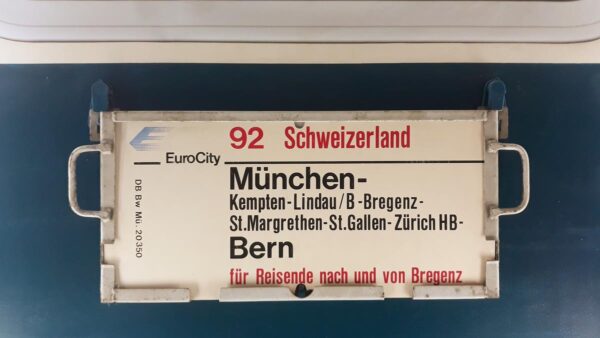 92 Schweizerland
EuroCity
München-
Kempten-Lindau/B-Bregenz-
St.Margrethen-St.Gallen-Zürich HB-
Bern
für Reisende nach und von Bregenz
DB Bw Mü. 20350